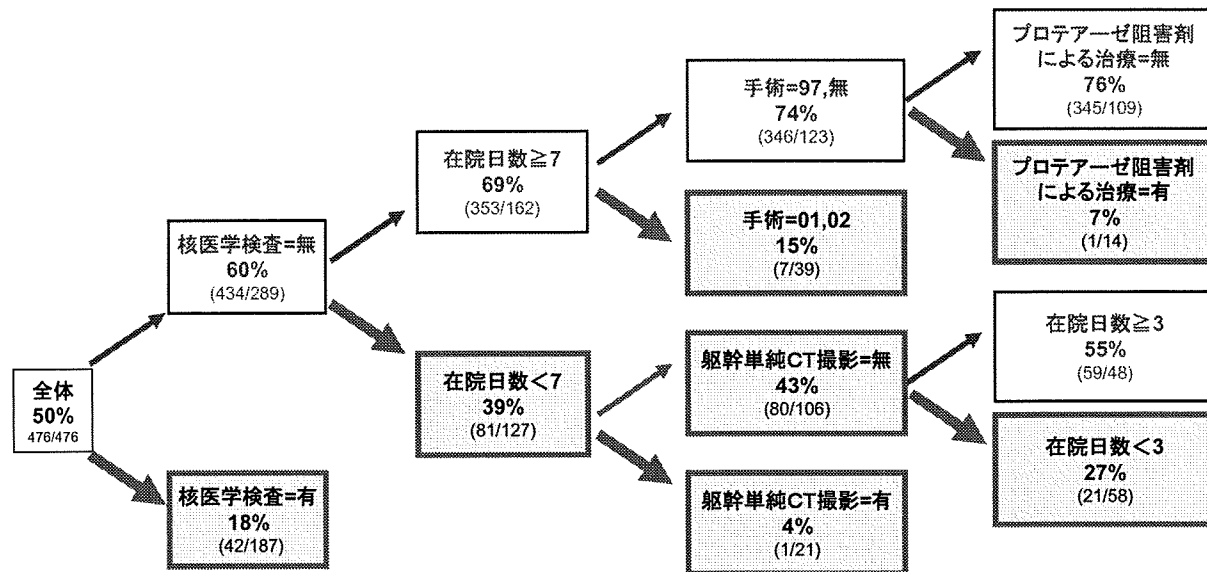 全体
50%
476/476
核医学検査=無
60%
(434/289)
核医学検査=有
18%
(42/187)
在院日数≧7
69%
(353/162)
在院日数<7
39%
(81/127)
手術=97,無
74%
(346/123)
手術=01,02
15%
(7/39)
躯幹単純CT撮影=無
43%
(80/106)
躯幹単純CT撮影=有
4%
(1/21)
プロテアーゼ阻害剤
による治療=無
76%
(345/109)
プロテアーゼ阻害剤
による治療=有
7%
(1/14)
在院日数≧3
55%
(59/48)
在院日数<3
27%
(21/58)